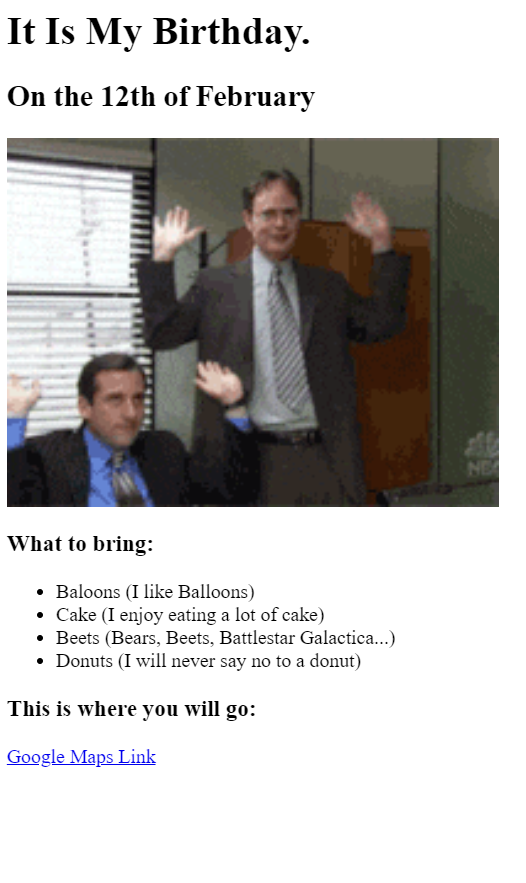 It Is My Birthday.
On the 12th of February
NBC
What to bring:
Baloons (I like Balloons)
Cake (I enjoy eating a lot of cake)
Beets (Bears, Beets, Battlestar Galactica...)
Donuts (I will never say no to a donut)
This is where you will go:
Google Maps Link